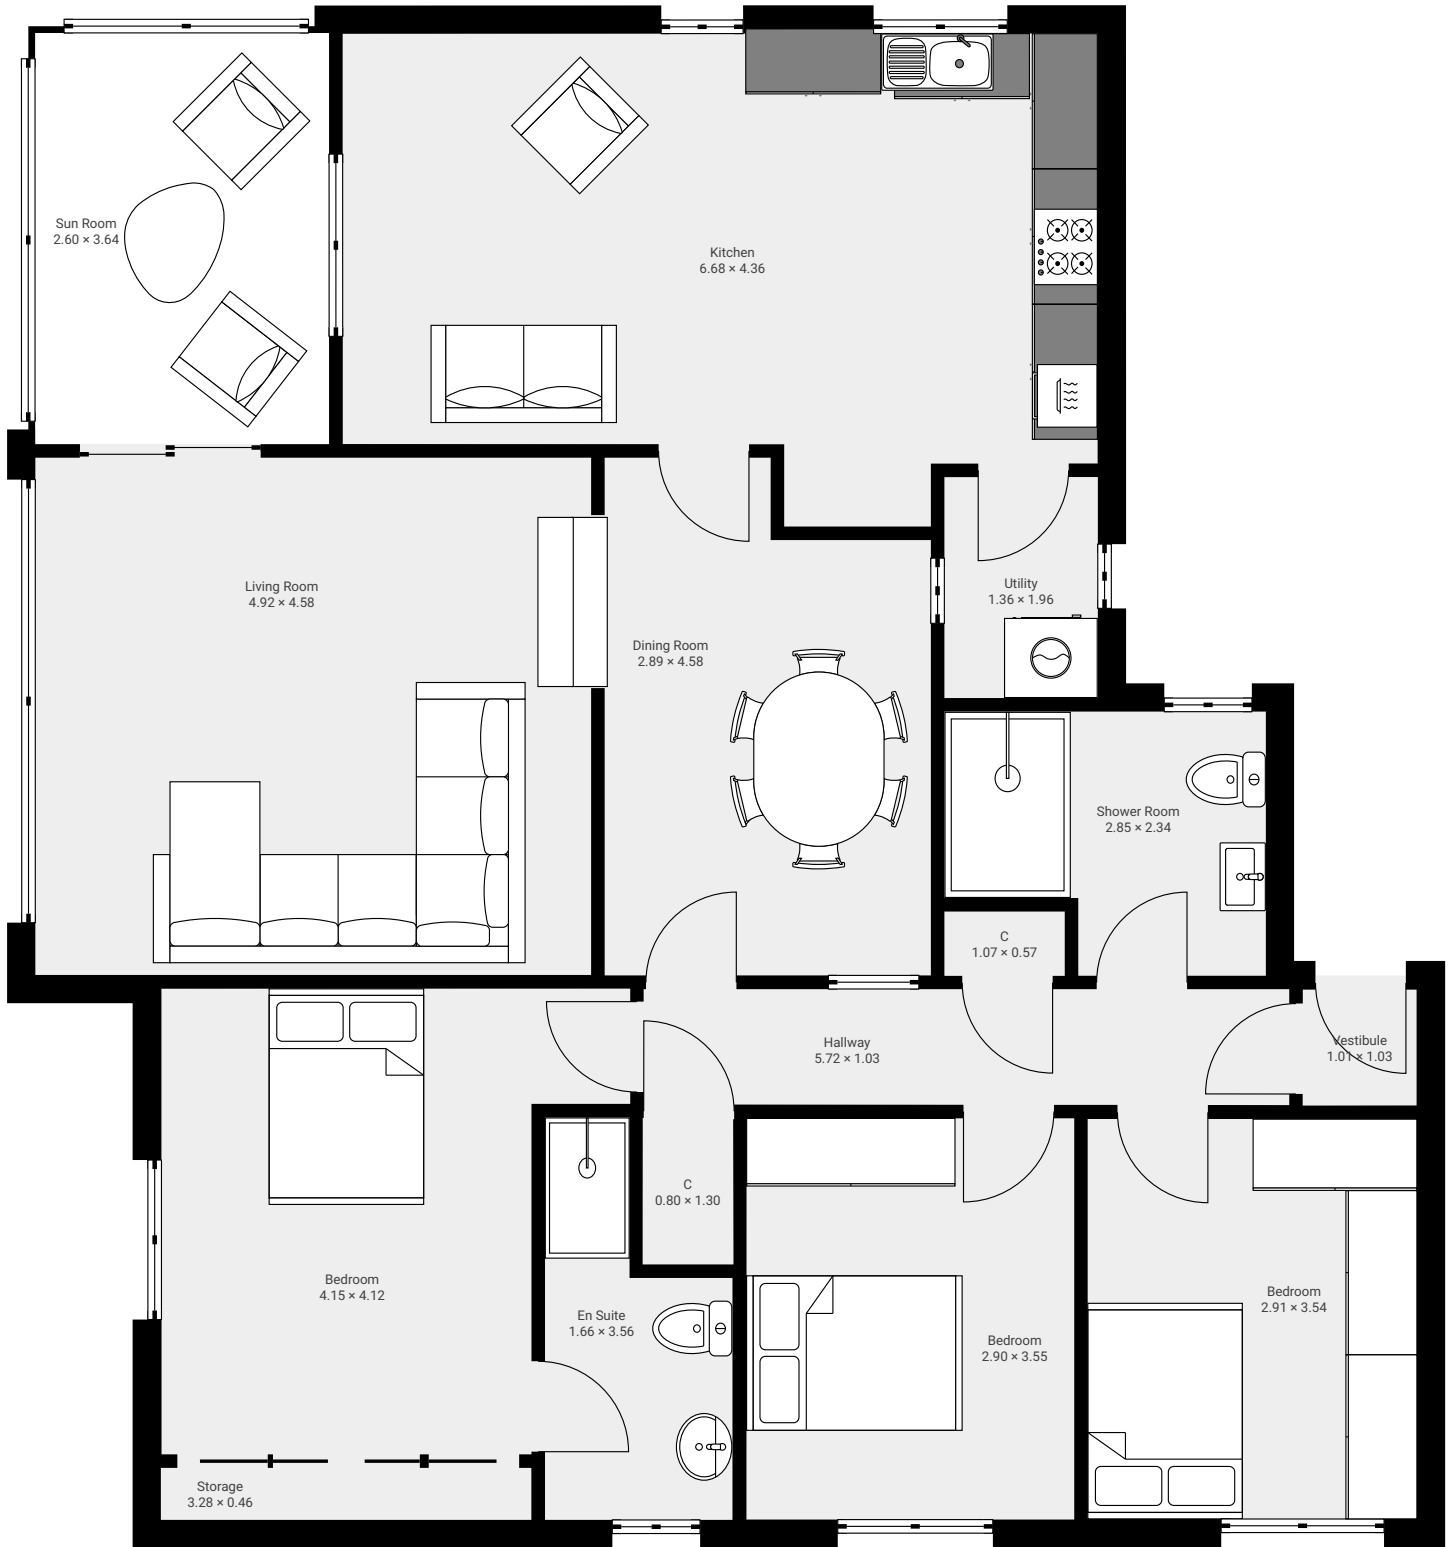 Sun Room
2.60 × 3.64
Kitchen
6.68 × 4.36
Living Room
4.92 × 4.58
Dining Room
2.89 × 4.58
Utility
1.36 × 1.96
Shower Room
2.85 × 2.34
C
1.07 × 0.57
Hallway
5.72 × 1.03
Vestibule
1.01 × 1.03
C
0.80 × 1.30
Bedroom
4.15 × 4.12
En Suite
1.66 × 3.56
Bedroom
2.90 × 3.55
Bedroom
2.91 × 3.54
Storage
3.28 × 0.46